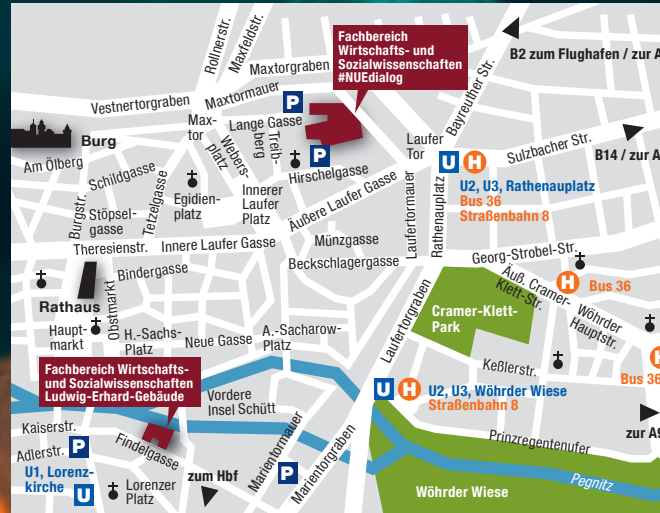 Fachbereich
Wirtschafts- und
Sozialwissenschaften
#NUEdialog
Rollnerstr.
Maxfeldstr.
Maxtorgraben
Bayreuther Str.
B2 zum Flughafen / zur A
Vestnertorgraben
Maxtormauer
P
Lange Gasse
Max-
tor
Webers-
platz
Treib-
berg
P
Hirschelgasse
Laufer
Tor
Sulzbacher Str.
B14 / zur A
Burg
Am Ölberg
Schildgasse
Burgstr.
Stöpsel-
gasse
Tetzelgasse
Egidien-
platz
Innerer
Laufer
Platz
Äußere Laufer Gasse
Laufertormauer
Rathenauplatz
U H
U2, U3, Rathenauplatz
Bus 36
Straßenbahn 8
Theresienstr.
Innere Laufer Gasse
Münzgasse
Beckschlagergasse
Georg-Strobel-Str.
Äuß. Cramer-
Klett-Str.
H Bus 36
Wöhrder
Hauptstr.
Bindergasse
Rathaus
Obstmarkt
Haupt-
markt
H.-Sachs-
Platz
Neue Gasse
A.-Sacharow-
Platz
Laufertorgraben
Cramer-Klett-
Park
Keßlerstr.
H
Bus 36
Fachbereich Wirtschafts-
und Sozialwissenschaften
Ludwig-Erhard-Gebäude
Vordere
Insel Schütt
U H
U2, U3, Wöhrder Wiese
Straßenbahn 8
zur A9
Kaiserstr.
Adlerstr.
P
Findelgasse
Marientormauer
Marientorgraben
Prinzregentenufer
U1, Lorenz-
kirche
U
Lorenzer
Platz
zum Hbf
P
Wöhrder Wiese
Pegnitz